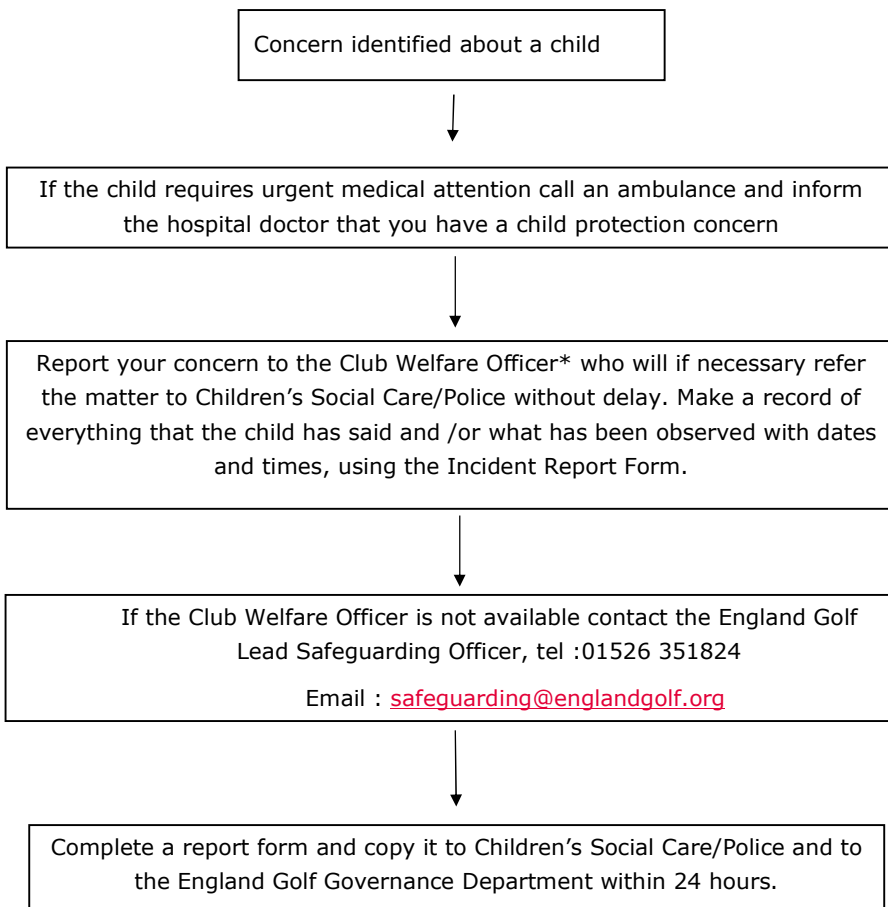 Concern identified about a child
If the child requires urgent medical attention call an ambulance and inform
the hospital doctor that you have a child protection concern
Report your concern to the Club Welfare Officer* who will if necessary refer
the matter to Children’s Social Care/Police without delay. Make a record of
everything that the child has said and /or what has been observed with dates
and times, using the Incident Report Form.
If the Club Welfare Officer is not available contact the England Golf
Lead Safeguarding Officer, tel :01526 351824
Email : safeguarding@englandgolf.org
Complete a report form and copy it to Children’s Social Care/Police and to
the England Golf Governance Department within 24 hours.